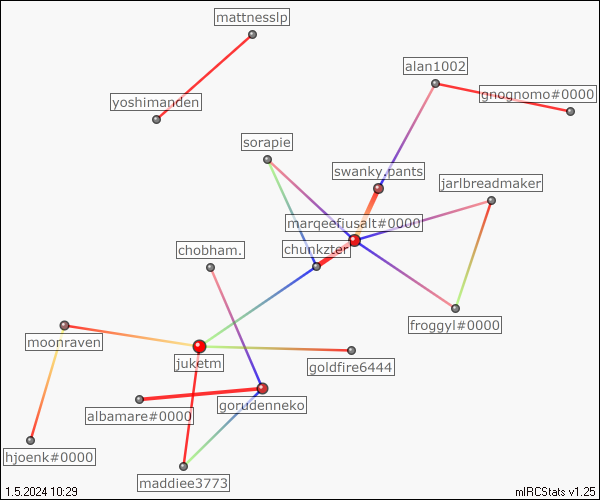 mattnesslp
alan1002
gnognomo#0000
yoshimanden
sorapie
swanky.pants
jarlbreadmaker
marqeefjusalt#0000
chunkzter
chobham.
froggyl#0000
moonraven
juketm
goldfire6444
gorudenneko
albamare#0000
hjoenk#0000
maddiee3773
1.5.2024 10:29
mIRCStats v1.25